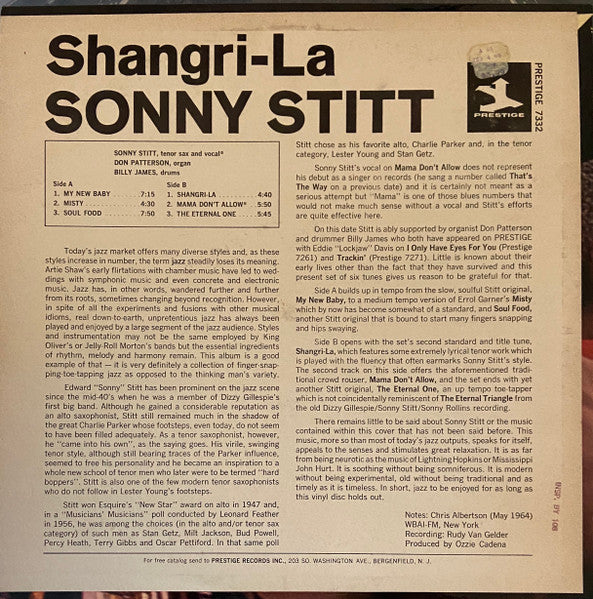 Shangri-La
SONNY STITT
PRESTIGE
PRESTIGE 7332
SONNY STITT, tenor sax and vocal*
DON PATTERSON, organ
BILLY JAMES, drums
Side A
1. MY NEW BABY . . . . . . . 7:15
2. MISTY . . . . . . . . . . . . . 4:30
3. SOUL FOOD . . . . . . . . . 7:50
Side B
1. SHANGRI-LA . . . . . . . . . 4:40
2. MAMA DON'T ALLOW* . 5:50
3. THE ETERNAL ONE . . . .5:45
Today's jazz market offers many diverse styles and, as these
styles increase in number, the term jazz steadily loses its meaning.
Artie Shaw's early flirtations with chamber music have led to wed-
dings with symphonic music and even concrete and electronic
music. Jazz has, in other words, wandered further and further
from its roots, sometimes changing beyond recognition. However,
in spite of all the experiments and fusions with other musical
idioms, real down-to-earth, unpretentious jazz has always been
played and enjoyed by a large segment of the jazz audience. Styles
and instrumentation may not be the same employed by King
Oliver's or Jelly-Roll Morton's bands but the essential ingredients
of rhythm, melody and harmony remain. This album is a good
example of that — it is very definitely a collection of finger-snap-
ping-toe-tapping jazz as opposed to the thinking man's variety.
Edward "Sonny" Stitt has been prominent on the jazz scene
since the mid-40's when he was a member of Dizzy Gillespie's
first big band. Although he gained a considerable reputation as
an alto saxophonist, Stitt still remained much in the shadow of
the great Charlie Parker whose footsteps, even today, do not seem
to have been filled adequately. As a tenor saxophonist, however,
he "came into his own", as the saying goes. His virile, swinging
tenor style, although still bearing traces of the Parker influence,
seemed to free his personality and he became an inspiration to a
whole new school of tenor men who later were to be termed "hard
boppers". Stitt is also one of the few modern tenor saxophonists
who do not follow in Lester Young's footsteps.
Stitt won Esquire's "New Star" award on alto in 1947 and,
in a "Musicians' Musicians" poll conducted by Leonard Feather
in 1956, he was among the choices (in the alto and/or tenor sax
category) of such men as Stan Getz, Milt Jackson, Bud Powell,
Percy Heath, Terry Gibbs and Oscar Pettiford. In that same poll
Stitt chose as his favorite alto, Charlie Parker and, in the tenor
category, Lester Young and Stan Getz.
Sonny Stitt's vocal on Mama Don't Allow does not represent
his debut as a singer on records (he sang a number called That's
The Way on a previous date) and it is certainly not meant as a
serious attempt but "Mama" is one of those blues numbers that
would not make much sense without a vocal and Stitt's efforts
are quite effective here.
On this date Stitt is ably supported by organist Don Patterson
and drummer Billy James who both have appeared on PRESTIGE
with Eddie "Lockjaw" Davis on I Only Have Eyes For You (Prestige
7261) and Trackin' (Prestige 7271). Little is known about their
early lives other than the fact that they have survived and this
present set of six tunes gives us reason to be grateful for that.
Side A builds up in tempo from the slow, soulful Stitt original,
My New Baby, to a medium tempo version of Errol Garner's Misty
which by now has become somewhat of a standard, and Soul Food,
another Stitt original that is bound to start many fingers snapping
and hips swaying.
Side B opens with the set's second standard and title tune,
Shangri-La, which features some extremely lyrical tenor work which
is played with the fluency that often earmarks Sonny Stitt's style.
The second track on this side offers the aforementioned tradi-
tional crowd rouser, Mama Don't Allow, and the set ends with yet
another Stitt original, The Eternal One, an up tempo toe-tapper
which is not coincidentally reminiscent of The Eternal Triangle from
the old Dizzy Gillespie/Sonny Stitt/Sonny Rollins recording.
There remains little to be said about Sonny Stitt or the music
contained within this cover that has not been said before. This
music, more so than most of today's jazz outputs, speaks for itself,
appeals to the senses and stimulates great relaxation. It is as far
from being neurotic as the music of Lightning Hopkins or Mississippi
John Hurt. It is soothing without being somniferous. It is modern
without being experimental, old without being traditional and as
timely as it is timeless. In short, jazz to be enjoyed for as long as
this vinyl disc holds out.
Notes: Chris Albertson (May 1964)
WBAI-FM, New York
Recording: Rudy Van Gelder
Produced by Ozzie Cadena
INSP. BY 108
For free catalog send to PRESTIGE RECORDS INC., 203 SO. WASHINGTON AVE., BERGENFIELD, N. J.